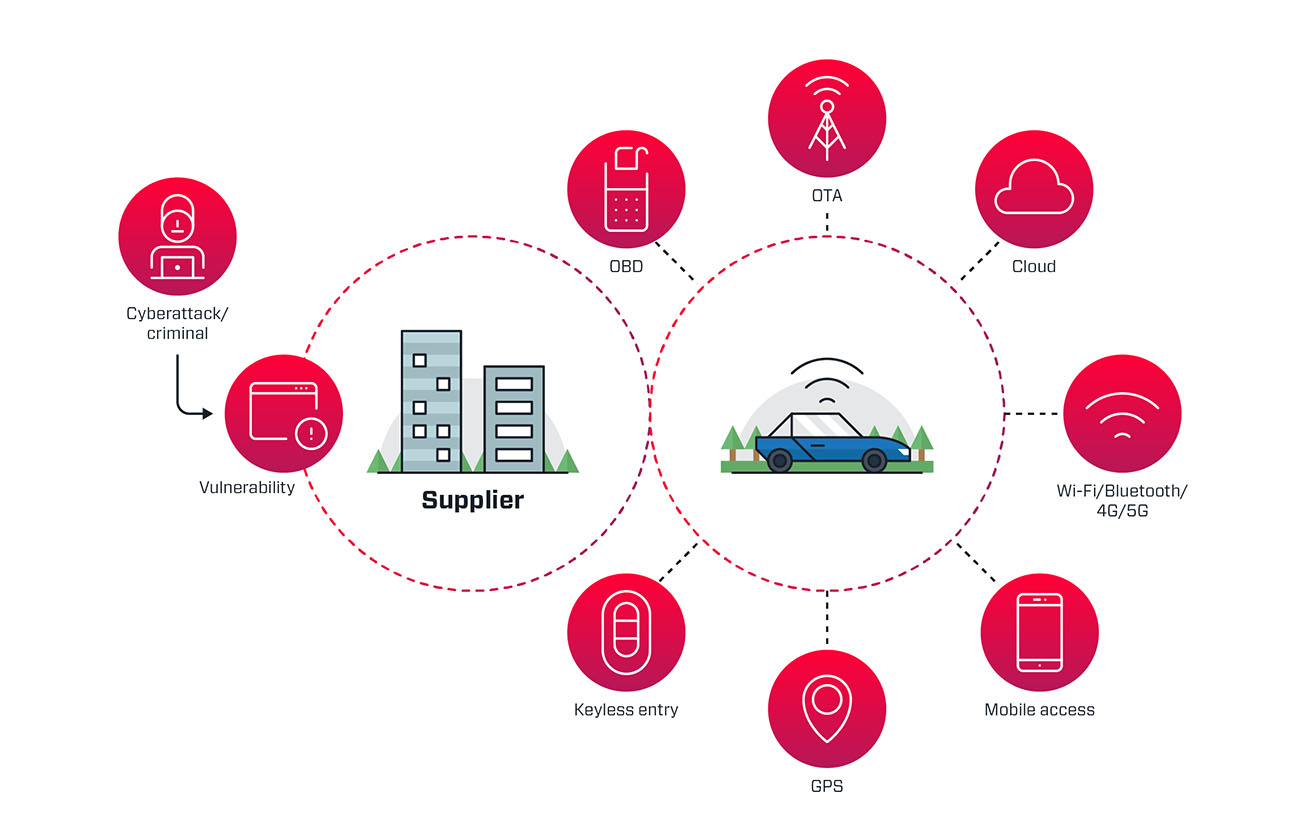 OTA
OBD
Cloud
Cyberattack/
criminal
Vulnerability
Supplier
Wi-Fi/Bluetooth/
4G/5G
Keyless entry
Mobile access
GPS